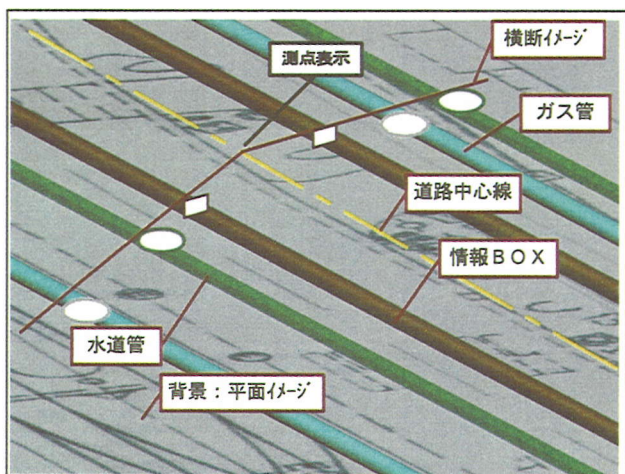 横断ｲﾒｰｼﾞ
測点表示
ガス管
道路中心線
情報ＢＯＸ
水道管
背景：平面ｲﾒｰｼﾞ